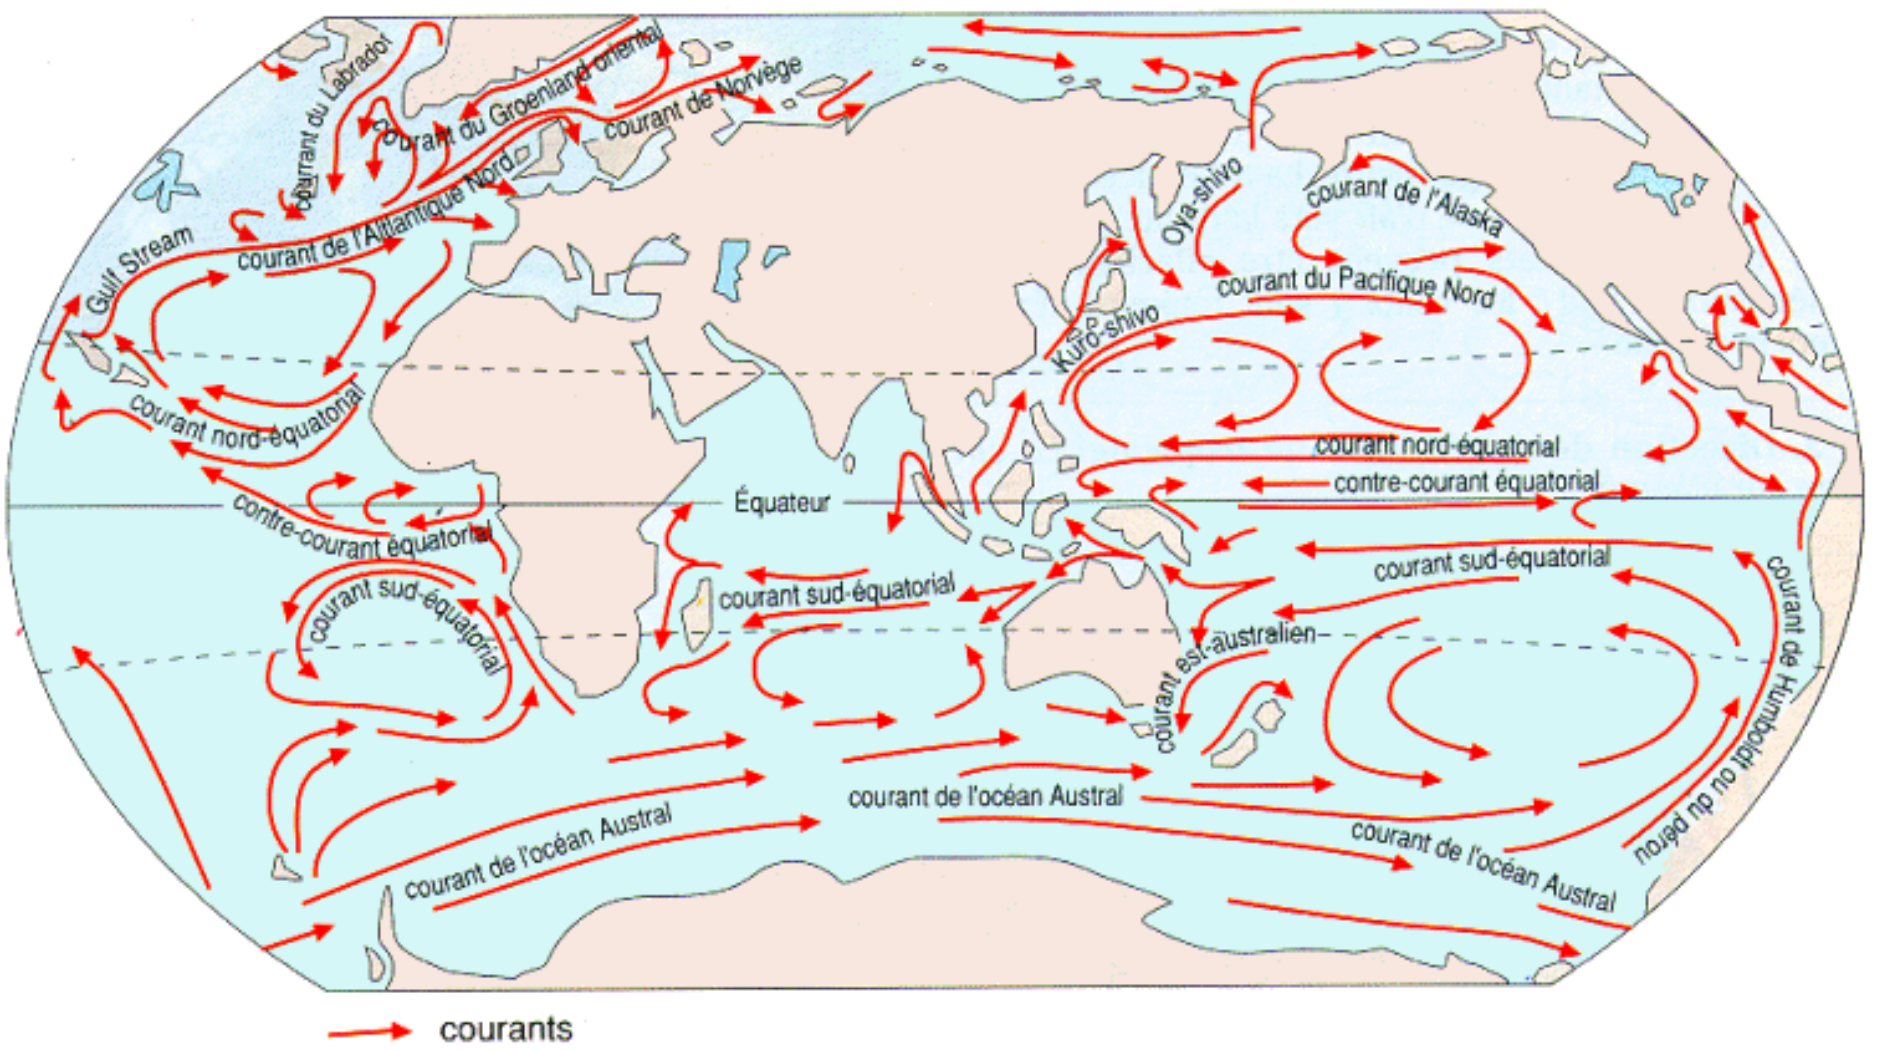 courant du Labrador
courant du Groenland oriental
courant de Norvège
courant de l'Altlantique Nord
Gulf Stream
courant nord-équatorial
contre-courant équatorial
courant sud-équatorial
courant de l'océan Austral
Équateur
courant sud-équatorial
courant de l'océan Austral
Oya-shivo
courant de l'Alaska
courant du Pacifique Nord
Kuro-shivo
courant nord-équatorial
contre-courant équatorial
courant sud-équatorial
courant est-australien
courant de Humboldt ou du pérou
courant de l'océan Austral
courants